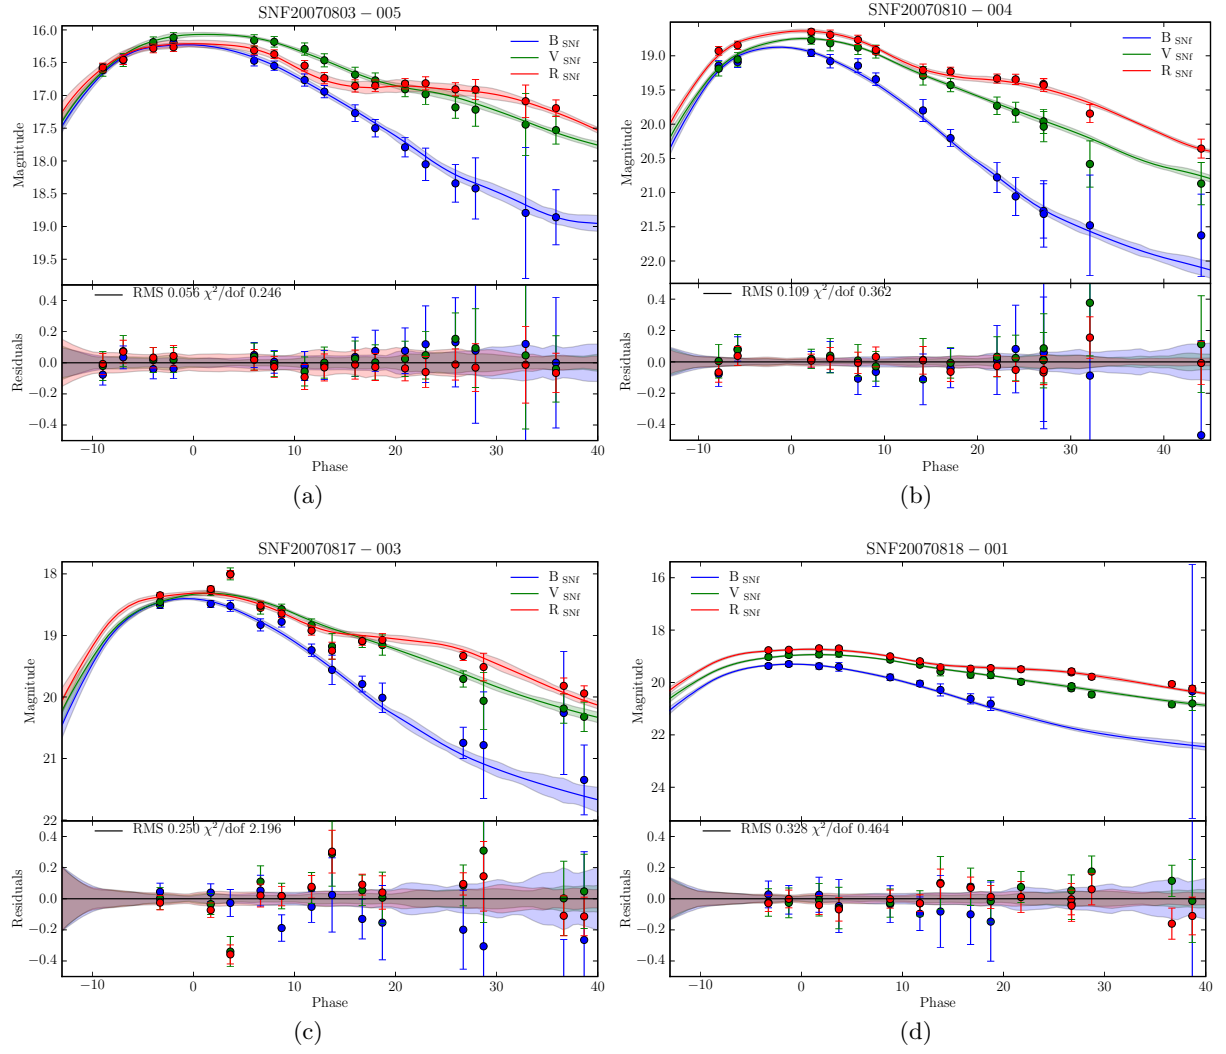 SNF20070803 − 005
16.0
16.5
17.0
17.5
18.0
18.5
19.0
19.5
Magnitude
B SNf
V SNf
R SNf
RMS 0.056 χ²/dof 0.246
0.4
0.2
0.0
−0.2
−0.4
Residuals
−10
0
10
20
30
40
Phase
(a)
SNF20070810 − 004
19.0
19.5
20.0
20.5
21.0
21.5
22.0
Magnitude
B SNf
V SNf
R SNf
RMS 0.109 χ²/dof 0.362
0.4
0.2
0.0
−0.2
−0.4
Residuals
−10
0
10
20
30
40
Phase
(b)
SNF20070817 − 003
18
19
20
21
22
Magnitude
B SNf
V SNf
R SNf
RMS 0.250 χ²/dof 2.196
0.4
0.2
0.0
−0.2
−0.4
Residuals
−10
0
10
20
30
40
Phase
(c)
SNF20070818 − 001
16
18
20
22
24
Magnitude
B SNf
V SNf
R SNf
RMS 0.328 χ²/dof 0.464
0.4
0.2
0.0
−0.2
−0.4
Residuals
−10
0
10
20
30
40
Phase
(d)